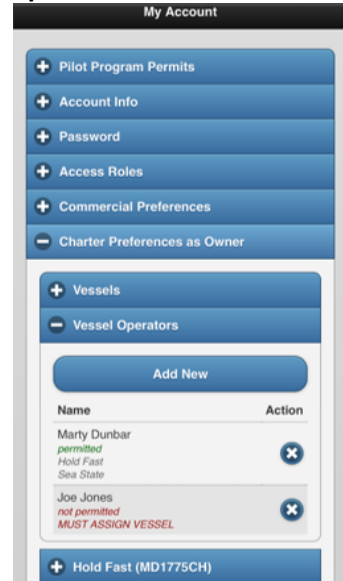 My Account
Pilot Program Permits
Account Info
Password
Access Roles
Commercial Preferences
Charter Preferences as Owner
Vessels
Vessel Operators
Add New
Name Action
Marty Dunbar
permitted
Hold Fast
Sea State
Joe Jones
not permitted
MUST ASSIGN VESSEL
Hold Fast (MD1775CH)